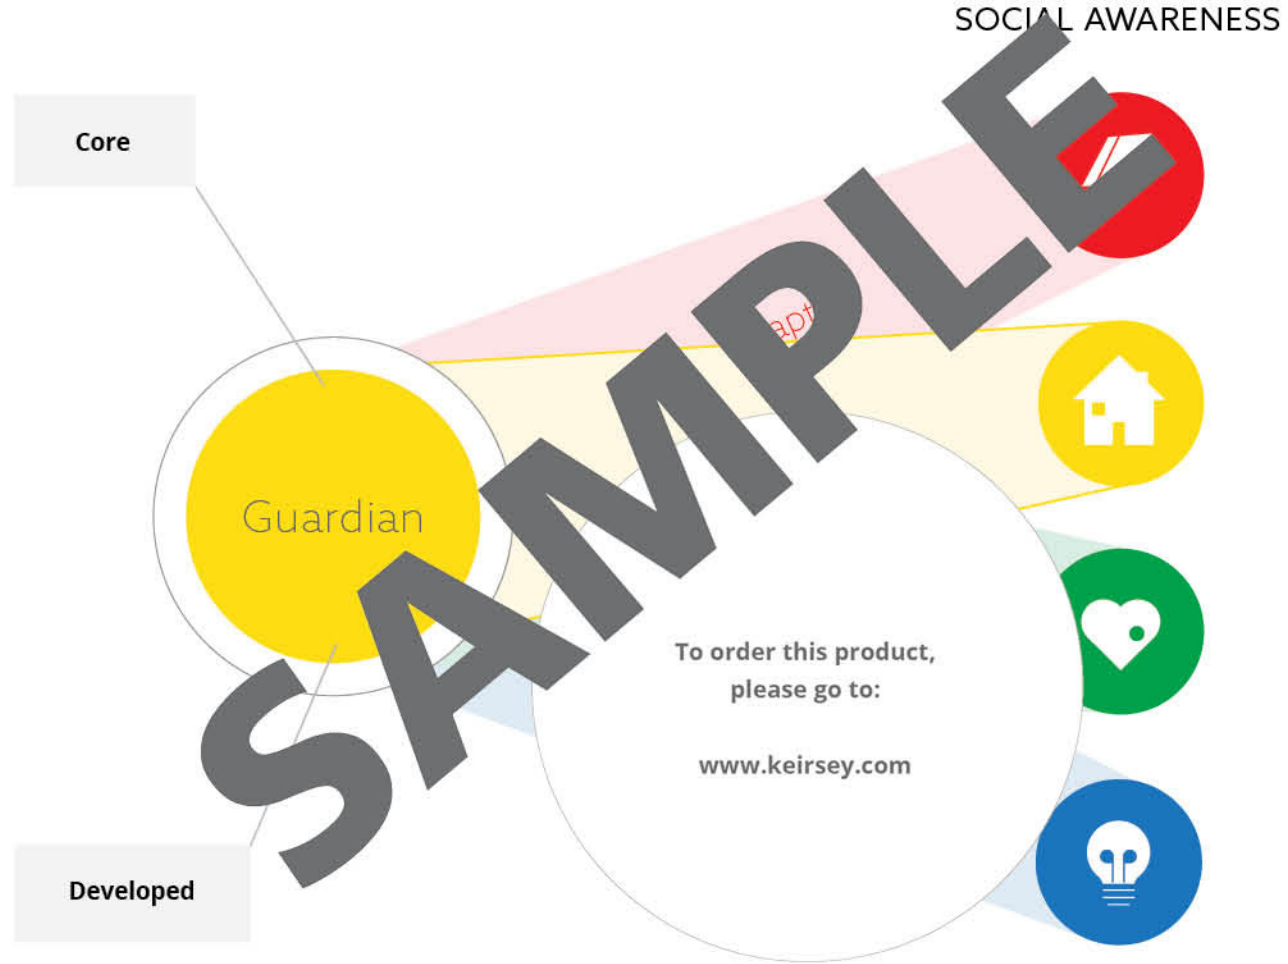 SOCIAL AWARENESS
Core
Guardian
SAMPLE
To order this product,
please go to:
www.keirsey.com
Developed